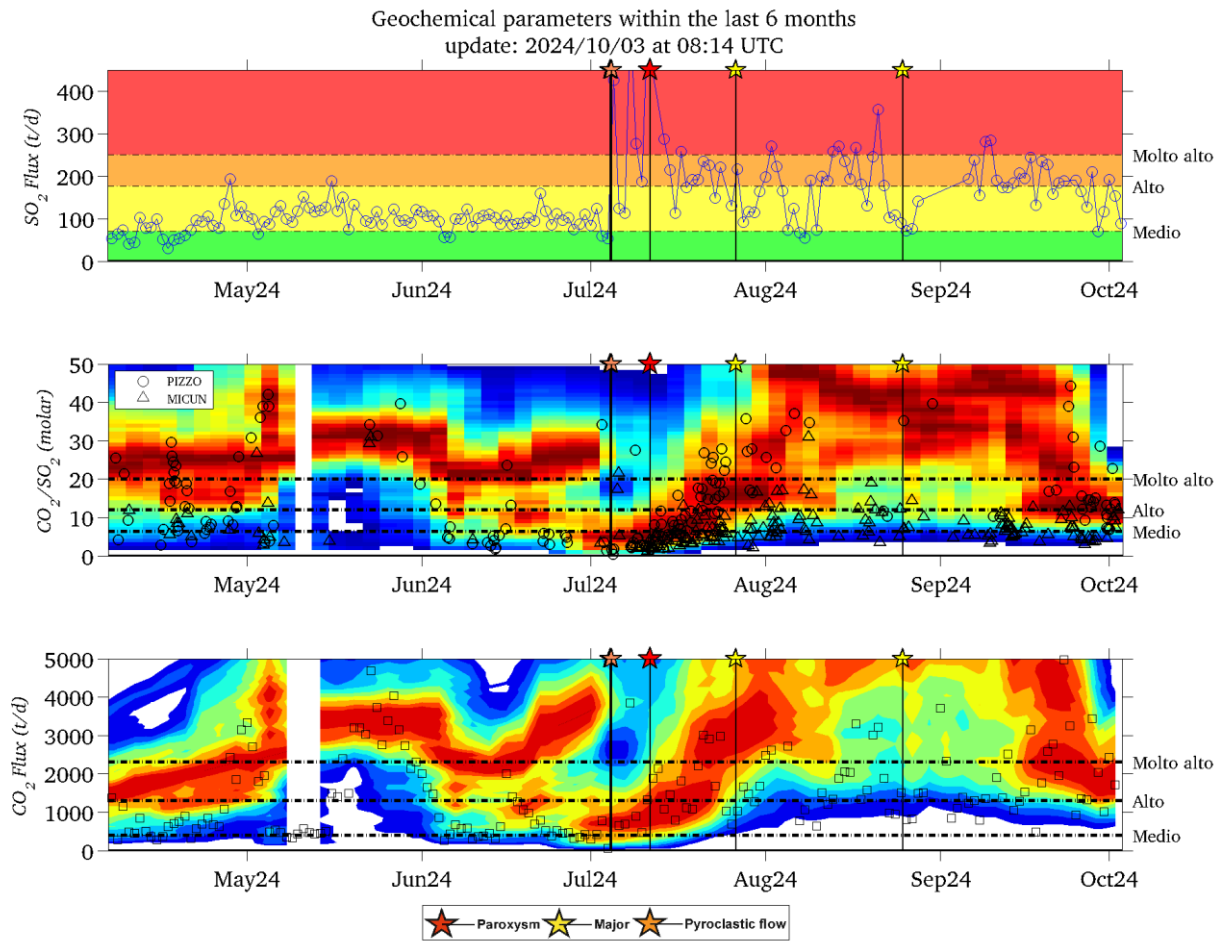 Geochemical parameters within the last 6 months
update: 2024/10/03 at 08:14 UTC
SO2 Flux (t/d)
400
300
200
100
0
Molto alto
Alto
Medio
May24 Jun24 Jul24 Aug24 Sep24 Oct24
CO2/SO2 (molar)
50
40
30
20
10
0
PIZZO
MICUN
Molto alto
Alto
Medio
May24 Jun24 Jul24 Aug24 Sep24 Oct24
CO2 Flux (t/d)
5000
4000
3000
2000
1000
0
Molto alto
Alto
Medio
May24 Jun24 Jul24 Aug24 Sep24 Oct24
Paroxysm Major Pyroclastic flow